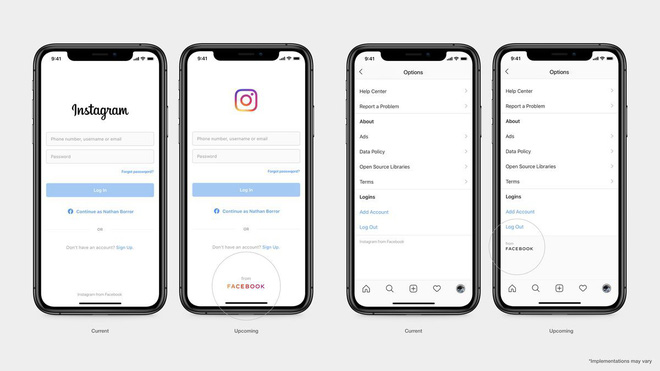 9:41
Instagram
Phone number, username or email
Password
Forgot password?
Log In
Continue as Nathan Borror
OR
Don't have an account? Sign Up.
Instagram from Facebook
Current
9:41
Phone number, username or email
Password
Forgot password?
Log In
Continue as Nathan Borror
OR
Don't have an account? Sign Up.
from
FACEBOOK
Upcoming
9:41
Options
Help Center
Report a Problem
About
Ads
Data Policy
Open Source Libraries
Terms
Logins
Add Account
Log Out
Instagram from Facebook
Current
9:41
Options
Help Center
Report a Problem
About
Ads
Data Policy
Open Source Libraries
Terms
Logins
Add Account
Log Out
from
FACEBOOK
Upcoming
*Implementations may vary